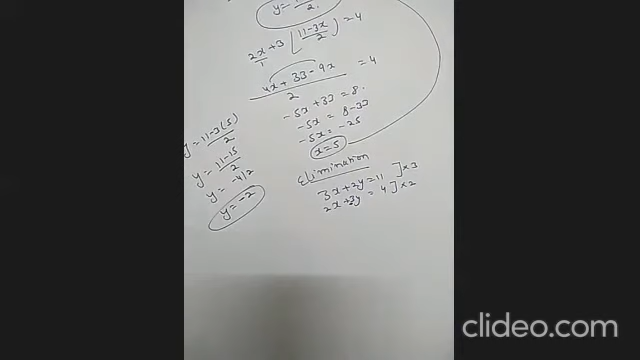 y=
2.
2x/1 + 3 (11-3x/2) = 4
4x + 33 - 9x / 2 = 4
-5x + 33 = 8.
-5x = 8-33
-5x = -25
x=5
y = 11-3(5)/2
y = 11-15/2
y = -4/2
y = -2
Elimination
3x+2y=11 ]×3
2x+3y = 4 ]×2
clideo.com